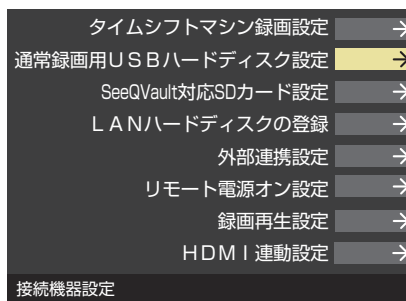 タイムシフトマシン録画設定
通常録画用USBハードディスク設定
SeeQVault対応SDカード設定
LANハードディスクの登録
外部連携設定
リモート電源オン設定
録画再生設定
HDMI連動設定
接続機器設定